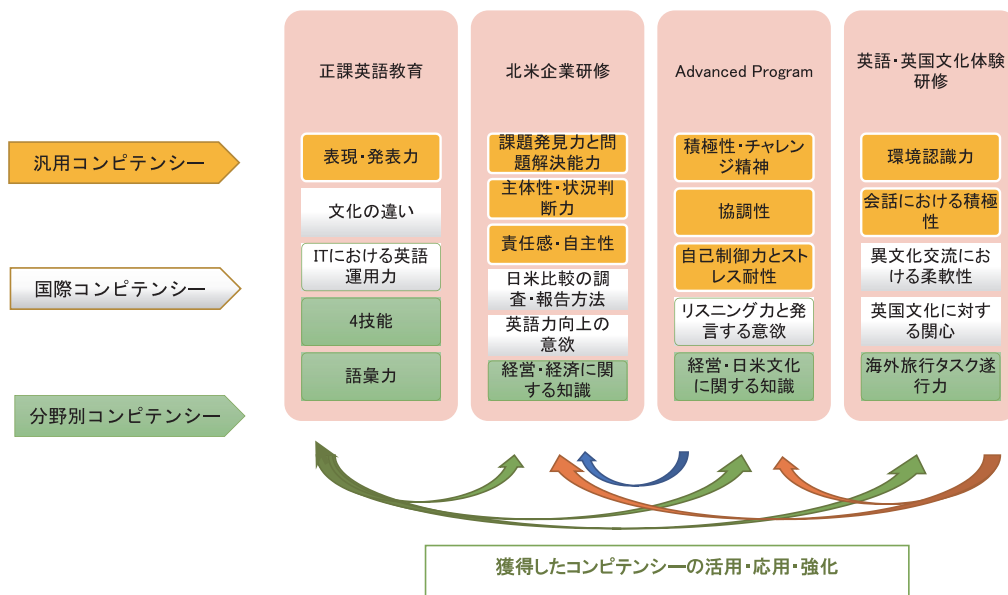 正課英語教育
北米企業研修
Advanced Program
英語・英国文化体験
研修
汎用コンピテンシー
国際コンピテンシー
分野別コンピテンシー
表現・発表力
文化の違い
ITにおける英語
運用力
4技能
語彙力
課題発見力と問
題解決能力
主体性・状況判
断力
責任感・自主性
日米比較の調
査・報告方法
英語力向上の
意欲
経営・経済に関
する知識
積極性・チャレン
ジ精神
協調性
自己制御力とスト
レス耐性
リスニング力と発
言する意欲
経営・日米文化
に関する知識
環境認識力
会話における積極
性
異文化交流にお
ける柔軟性
英国文化に対す
る関心
海外旅行タスク遂
行力
獲得したコンピテンシーの活用・応用・強化